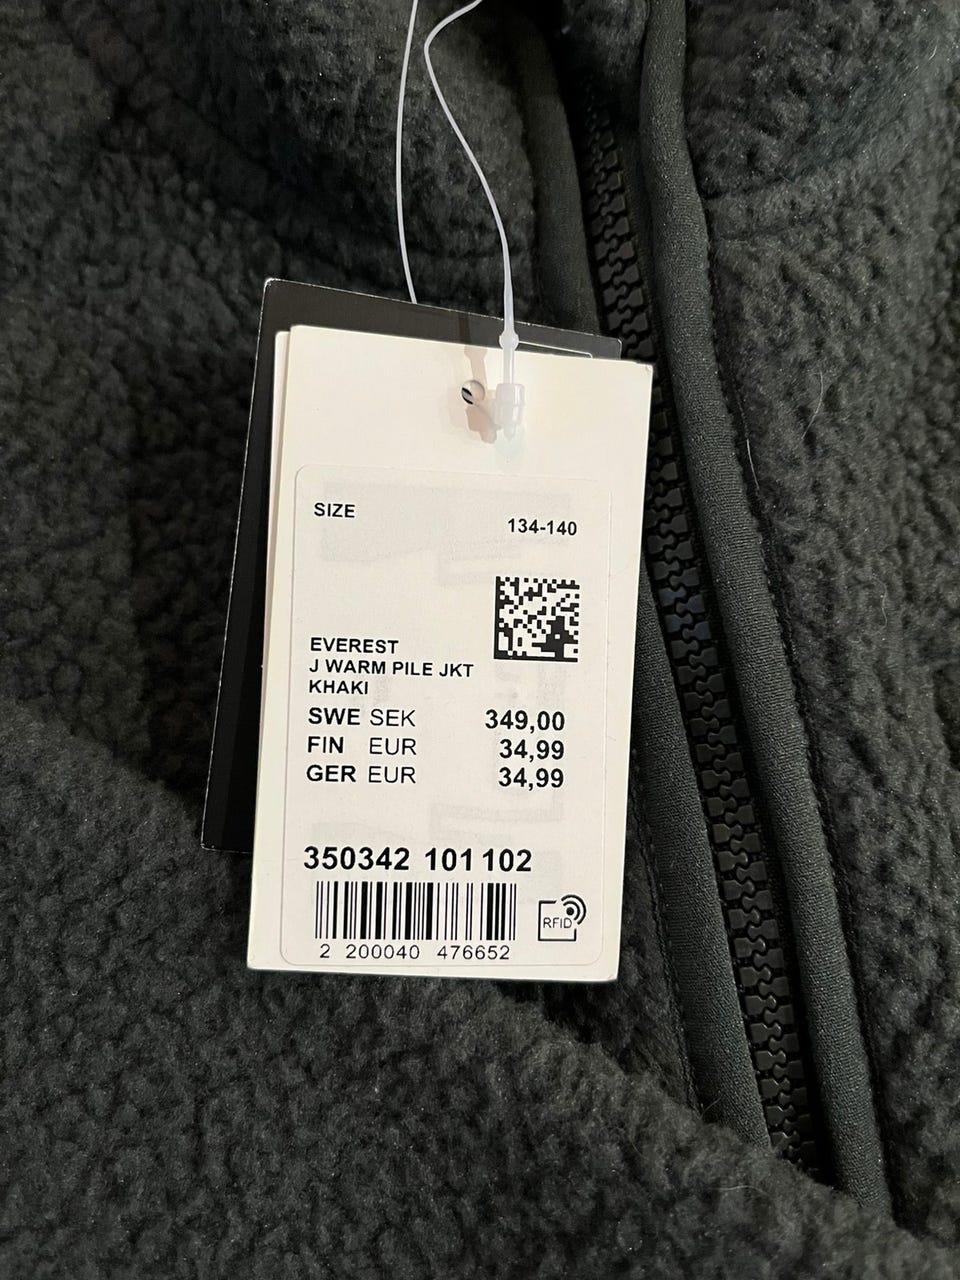 SIZE
134-140
EVEREST
J WARM PILE JKT
KHAKI
SWE SEK 349,00
FIN EUR 34,99
GER EUR 34,99
350342 101 102
RFID
2 200040 476652